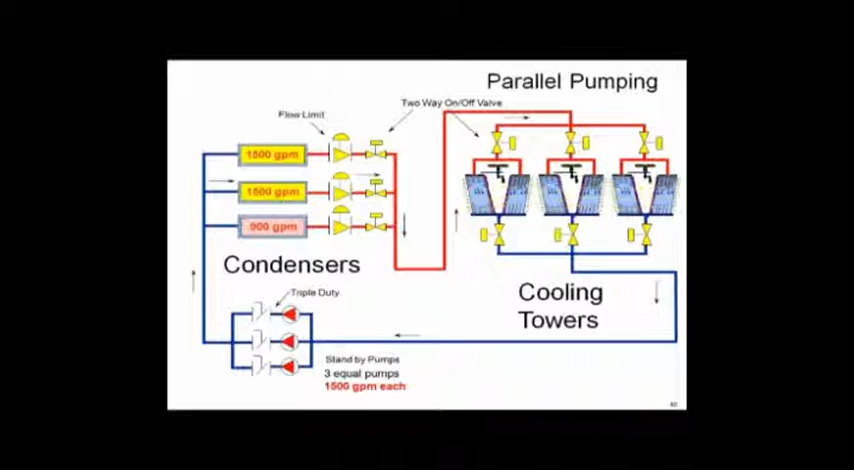 Parallel Pumping
Two Way On/Off Valve
Flow Limit
1500 gpm
1500 gpm
900 gpm
Condensers
Cooling
Towers
Triple Duty
Stand by Pumps
3 equal pumps
1500 gpm each